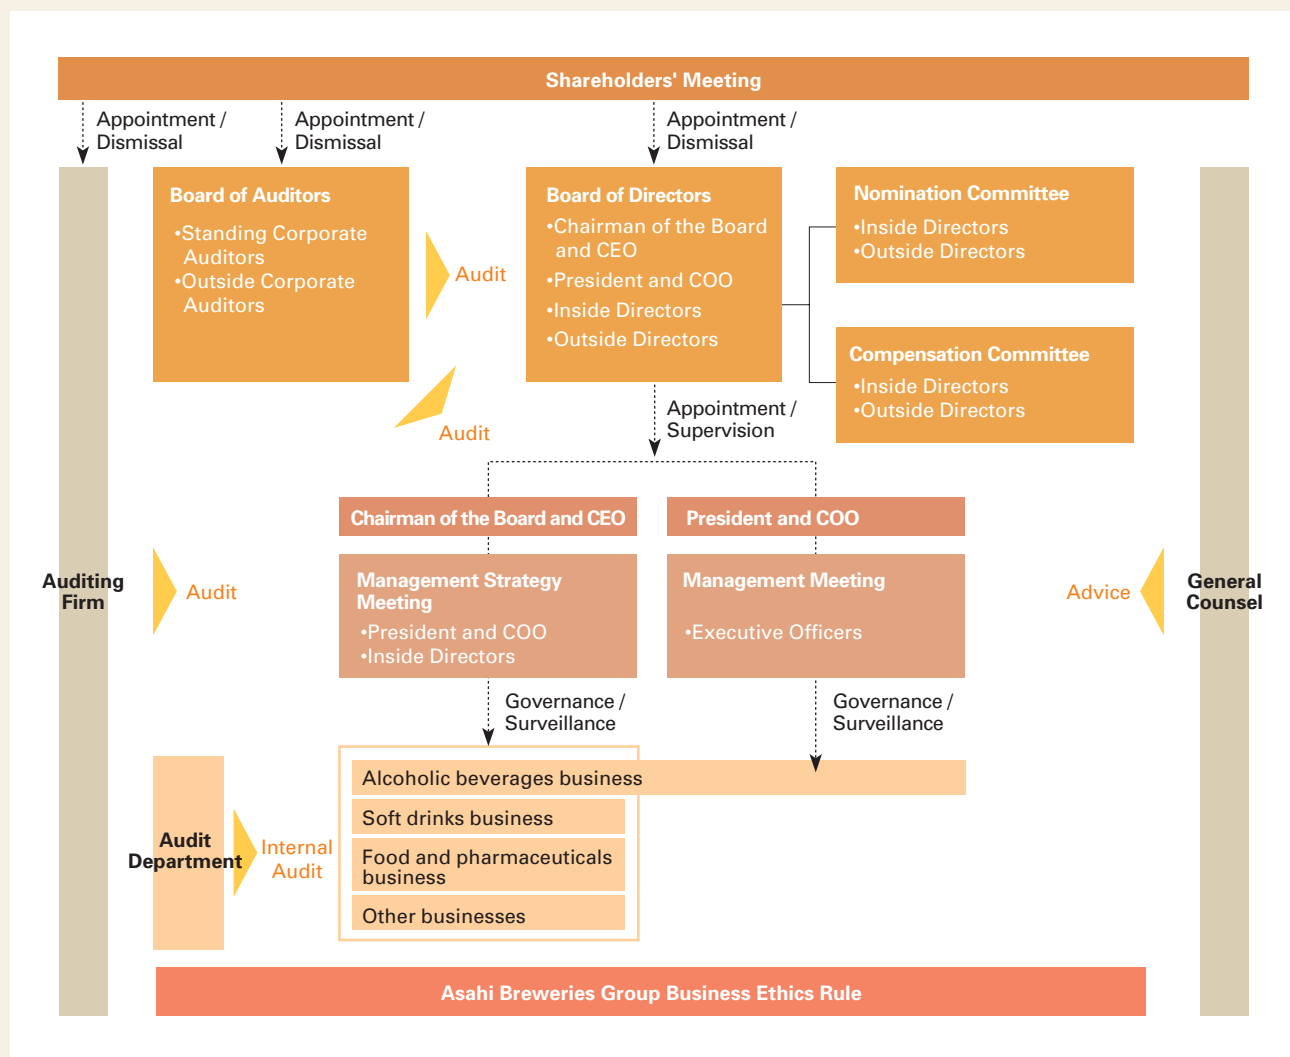 Shareholders' Meeting
Appointment /
Dismissal
Appointment /
Dismissal
Appointment /
Dismissal
Board of Auditors
•Standing Corporate
Auditors
•Outside Corporate
Auditors
Audit
Board of Directors
•Chairman of the Board
and CEO
•President and COO
•Inside Directors
•Outside Directors
Nomination Committee
•Inside Directors
•Outside Directors
Compensation Committee
•Inside Directors
•Outside Directors
Audit
Appointment /
Supervision
Chairman of the Board and CEO
President and COO
Auditing
Firm
Audit
Management Strategy
Meeting
•President and COO
•Inside Directors
Management Meeting
•Executive Officers
Advice
General
Counsel
Governance /
Surveillance
Governance /
Surveillance
Audit
Department
Internal
Audit
Alcoholic beverages business
Soft drinks business
Food and pharmaceuticals
business
Other businesses
Asahi Breweries Group Business Ethics Rule